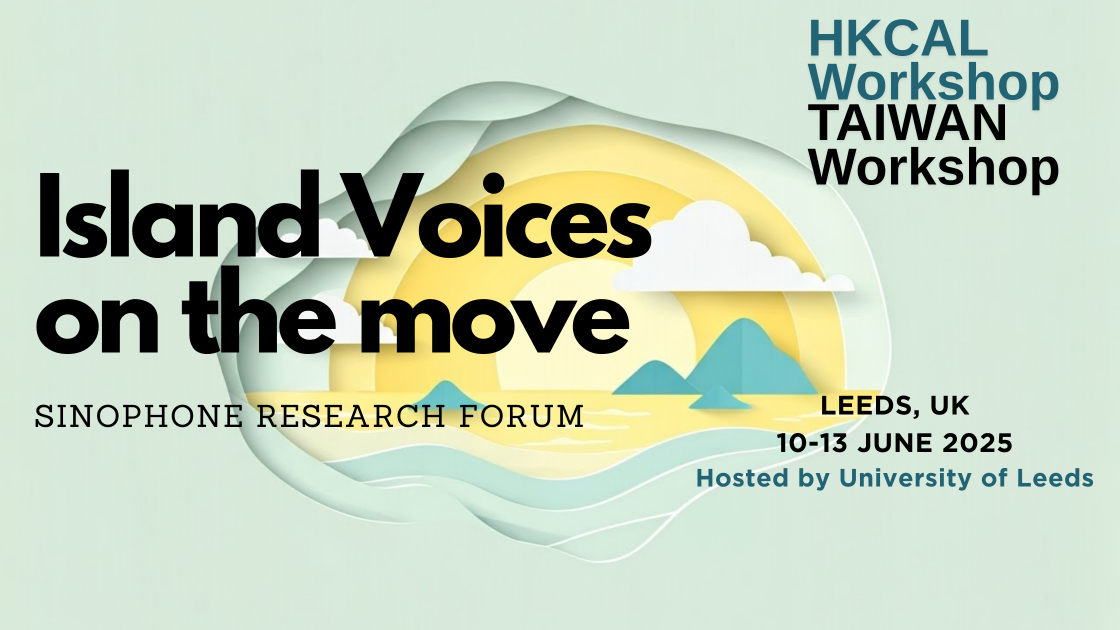 HKCAL
Workshop
TAIWAN
Workshop
Island Voices
on the move
SINOPHONE RESEARCH FORUM
LEEDS, UK
10-13 JUNE 2025
Hosted by University of Leeds